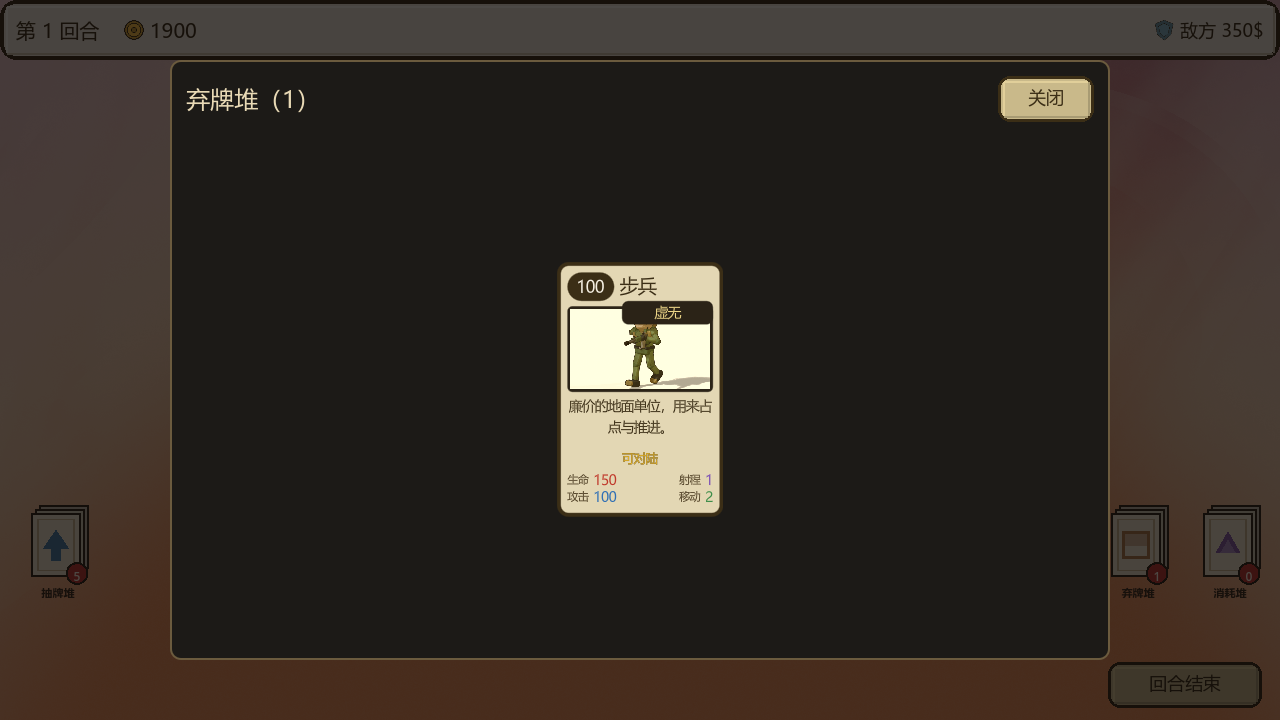 第 1 回合
1900
敌方 350$
弃牌堆（1）
关闭
100 步兵
虚无
廉价的地面单位，用来占
点与推进。
可对陆
生命 150
射程 1
攻击 100
移动 2
5
抽牌堆
1
弃牌堆
0
消耗堆
回合结束